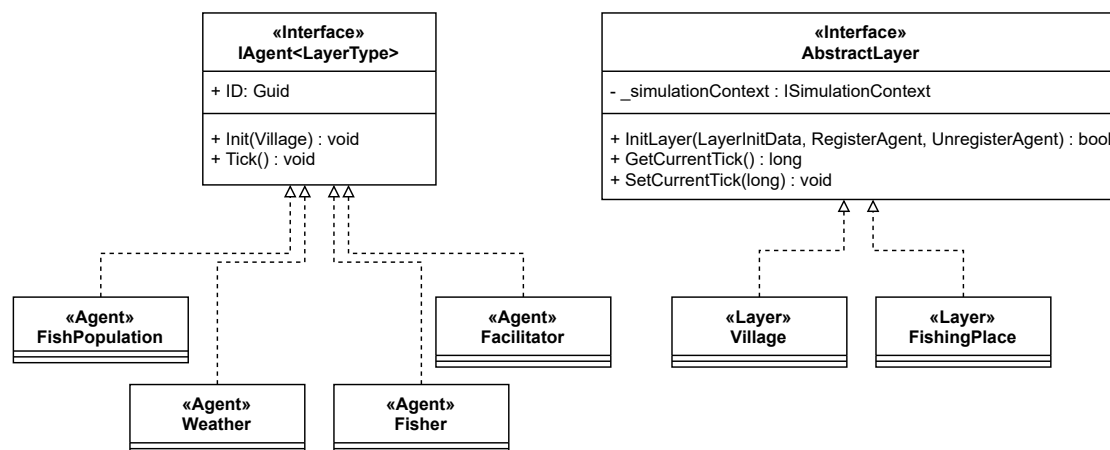 «Interface»
IAgent<LayerType>
+ ID: Guid
+ Init(Village) : void
+ Tick() : void
«Interface»
AbstractLayer
- _simulationContext : ISimulationContext
+ InitLayer(LayerInitData, RegisterAgent, UnregisterAgent) : bool
+ GetCurrentTick() : long
+ SetCurrentTick(long) : void
«Agent»
FishPopulation
«Agent»
Facilitator
«Layer»
Village
«Layer»
FishingPlace
«Agent»
Weather
«Agent»
Fisher